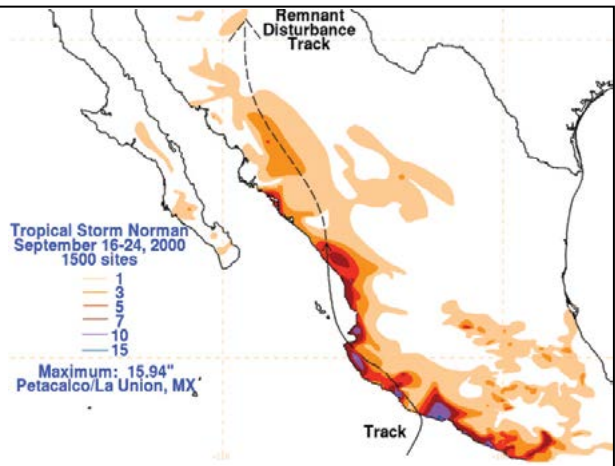 Remnant
Disturbance
Track
Tropical Storm Norman
September 16-24, 2000
1500 sites
1
3
5
7
10
15
Maximum: 15.94"
Petacalco/La Union, MX
Track